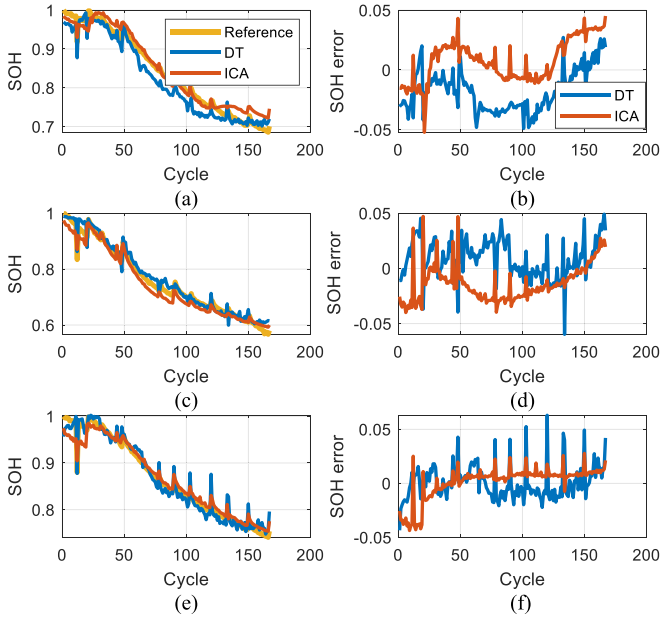 1
0.9
0.8
0.7
SOH
0 50 100 150 200
Cycle
Reference
DT
ICA
(a)
0.05
0
-0.05
SOH error
0 50 100 150 200
Cycle
DT
ICA
(b)
1
0.8
0.6
SOH
0 50 100 150 200
Cycle
(c)
0.05
0
-0.05
SOH error
0 50 100 150 200
Cycle
(d)
1
0.9
0.8
SOH
0 50 100 150 200
Cycle
(e)
0.05
0
-0.05
SOH error
0 50 100 150 200
Cycle
(f)